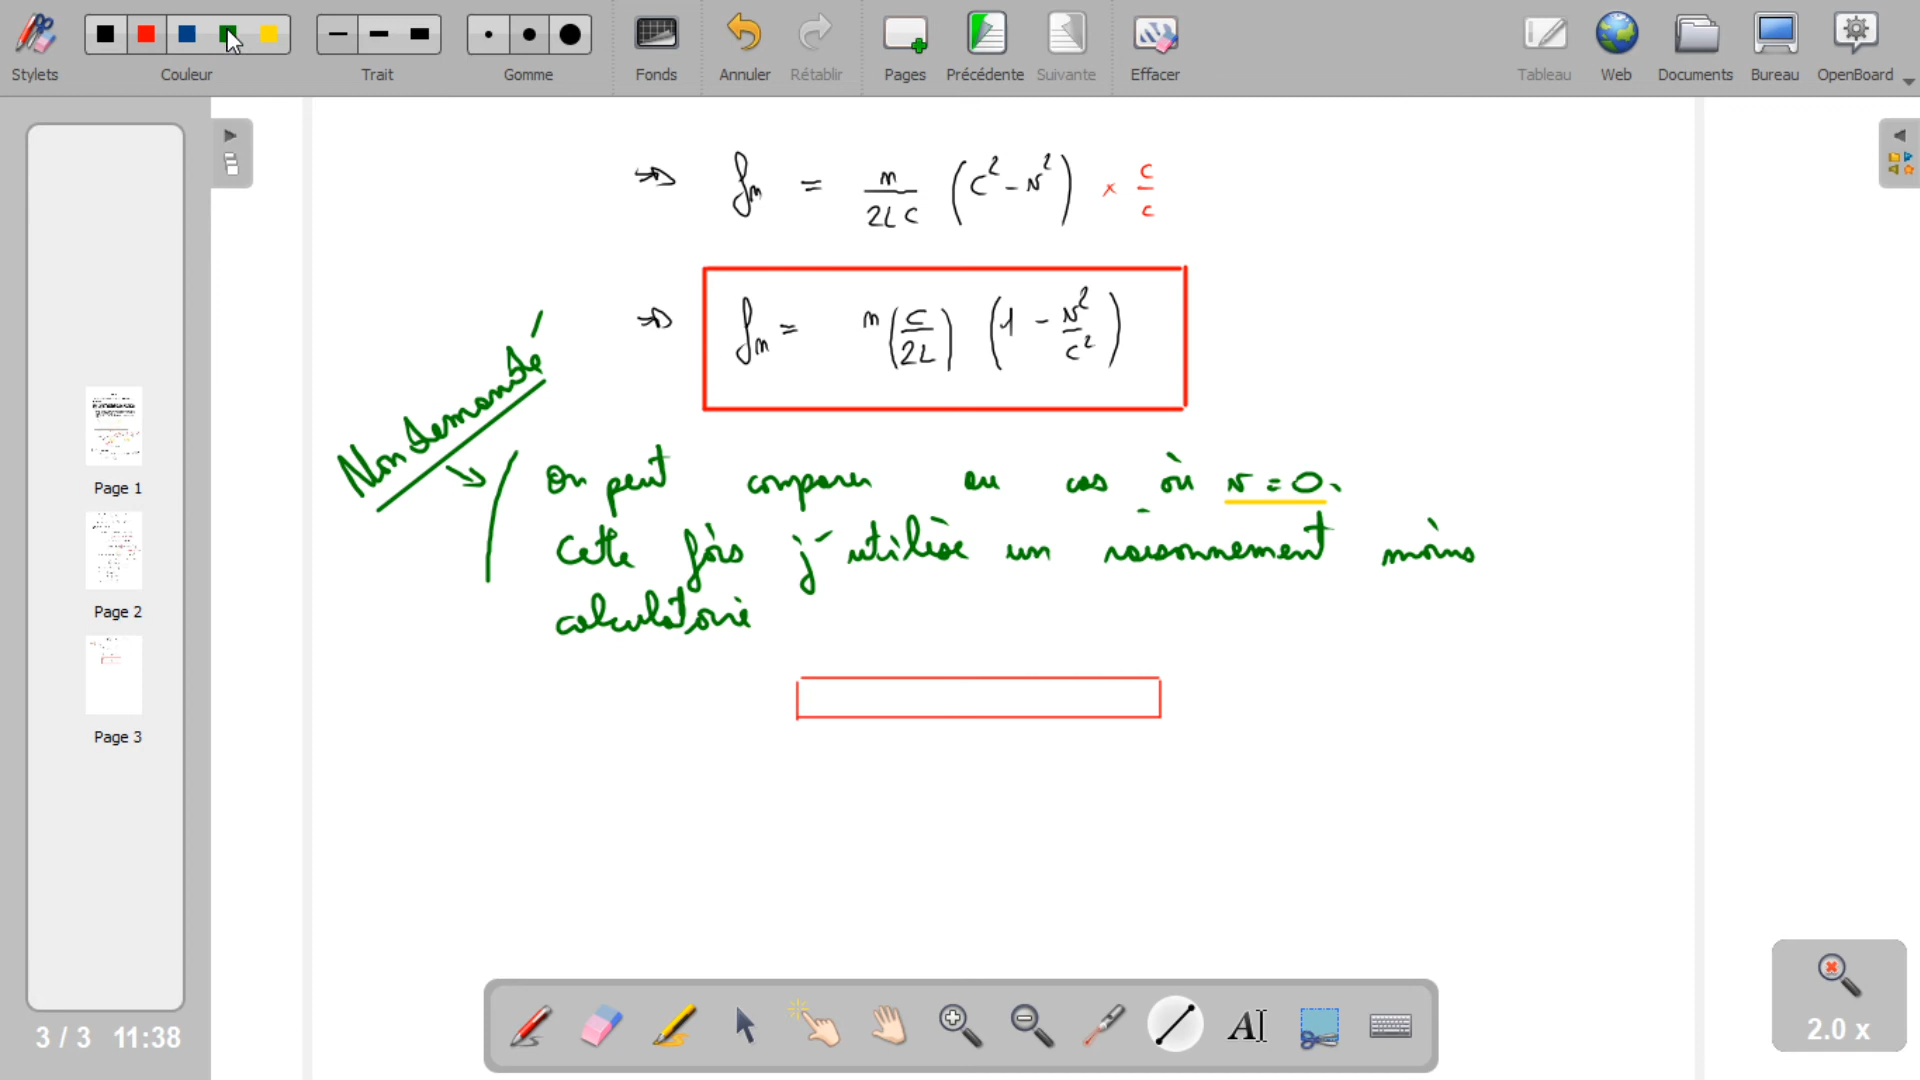 Stylets
Couleur
Trait
Gomme
Fonds
Annuler
Rétablir
Pages
Précédente
Suivante
Effacer
Tableau
Web
Documents
Bureau
OpenBoard
⇒ fn = n/2LC (C² - v²) × C/C
⇒ fn = n (C/2L) (1 - v²/C²)
Non demandé
On peut comparer au cas où v = 0.
Cette fois j'utilise un raisonnement moins
calculatoire
Page 1
Page 2
Page 3
3 / 3 11:38
2.0 x